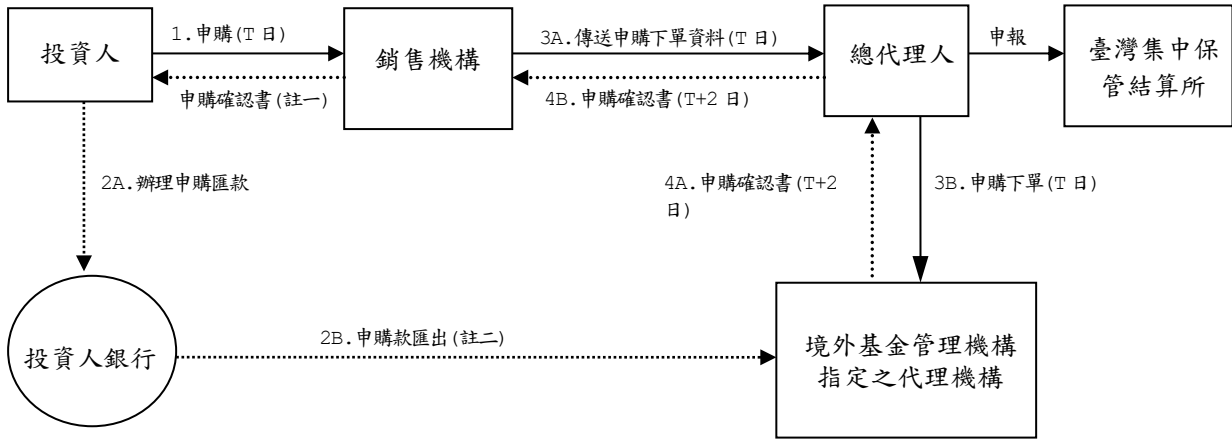 投資人
1.申購(T 日)
申購確認書(註一)
銷售機構
3A.傳送申購下單資料(T 日)
4B.申購確認書(T+2 日)
總代理人
申報
臺灣集中保
管結算所
2A.辦理申購匯款
4A.申購確認書(T+2
日)
3B.申購下單(T 日)
投資人銀行
2B.申購款匯出(註二)
境外基金管理機構
指定之代理機構